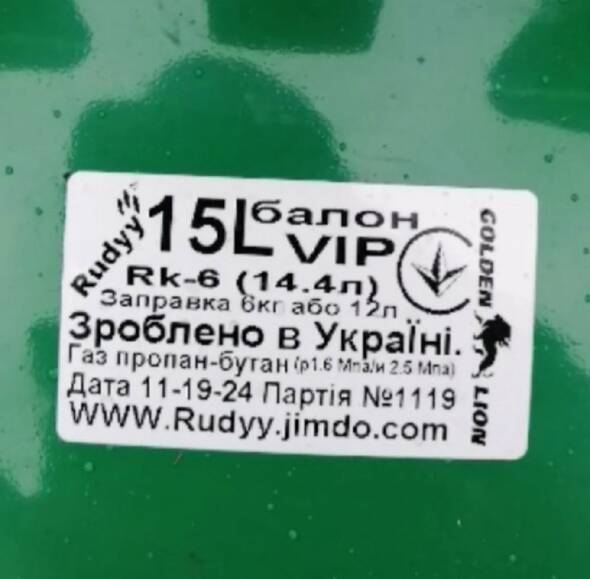 Rudyy
15L балон
VIP
Rk-6 (14.4л)
Заправка 6кг або 12л
Зроблено в Україні.
Газ пропан-бутан (р1.6 Мпа/и 2.5 Мпа)
Дата 11-19-24 Партія №1119
WWW.Rudyy.jimdo.com
GOLDEN LION